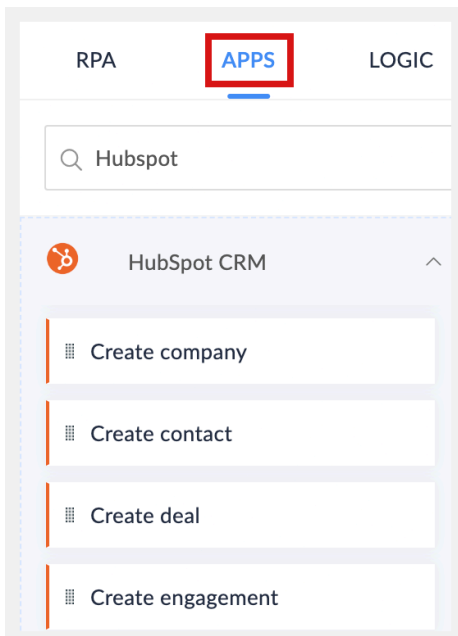 RPA APPS LOGIC
Hubspot
HubSpot CRM
Create company
Create contact
Create deal
Create engagement